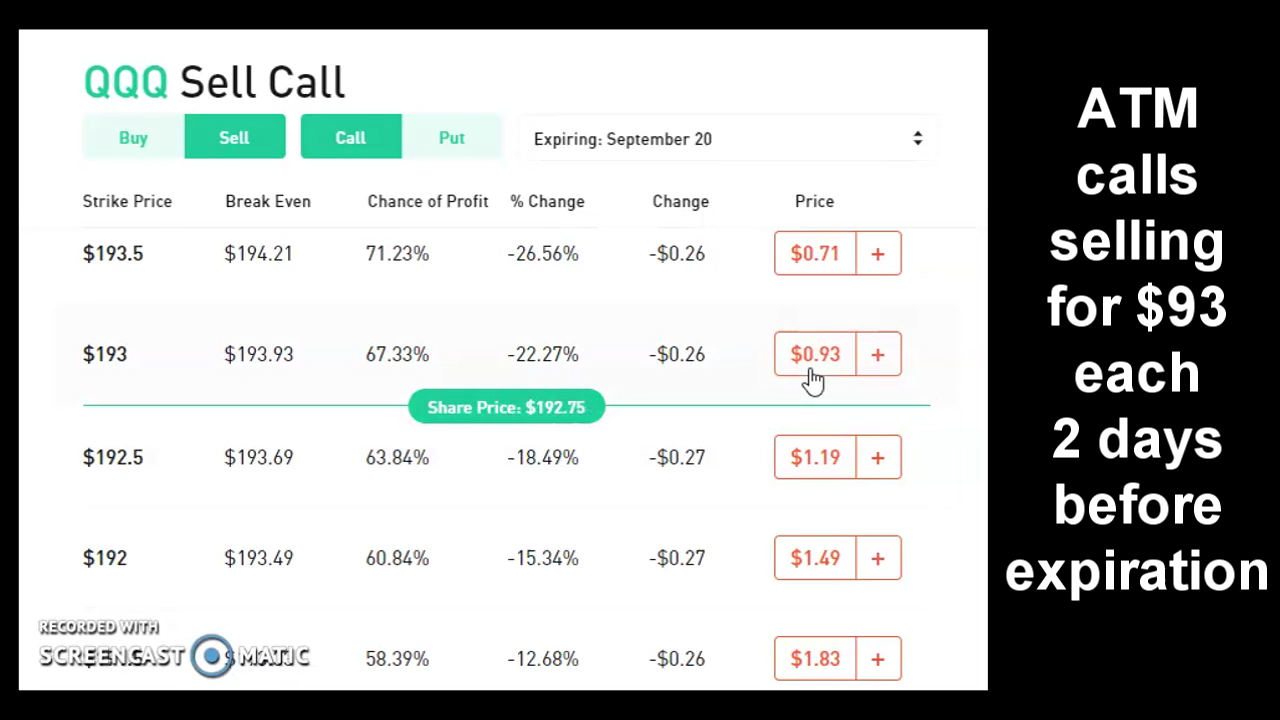 QQQ Sell Call
Buy Sell Call Put Expiring: September 20
Strike Price Break Even Chance of Profit % Change Change Price
$193.5 $194.21 71.23% -26.56% -$0.26 $0.71 +
$193 $193.93 67.33% -22.27% -$0.26 $0.93 +
Share Price: $192.75
$192.5 $193.69 63.84% -18.49% -$0.27 $1.19 +
$192 $193.49 60.84% -15.34% -$0.27 $1.49 +
58.39% -12.68% -$0.26 $1.83 +
RECORDED WITH
SCREENCAST MATIC
ATM
calls
selling
for $93
each
2 days
before
expiration